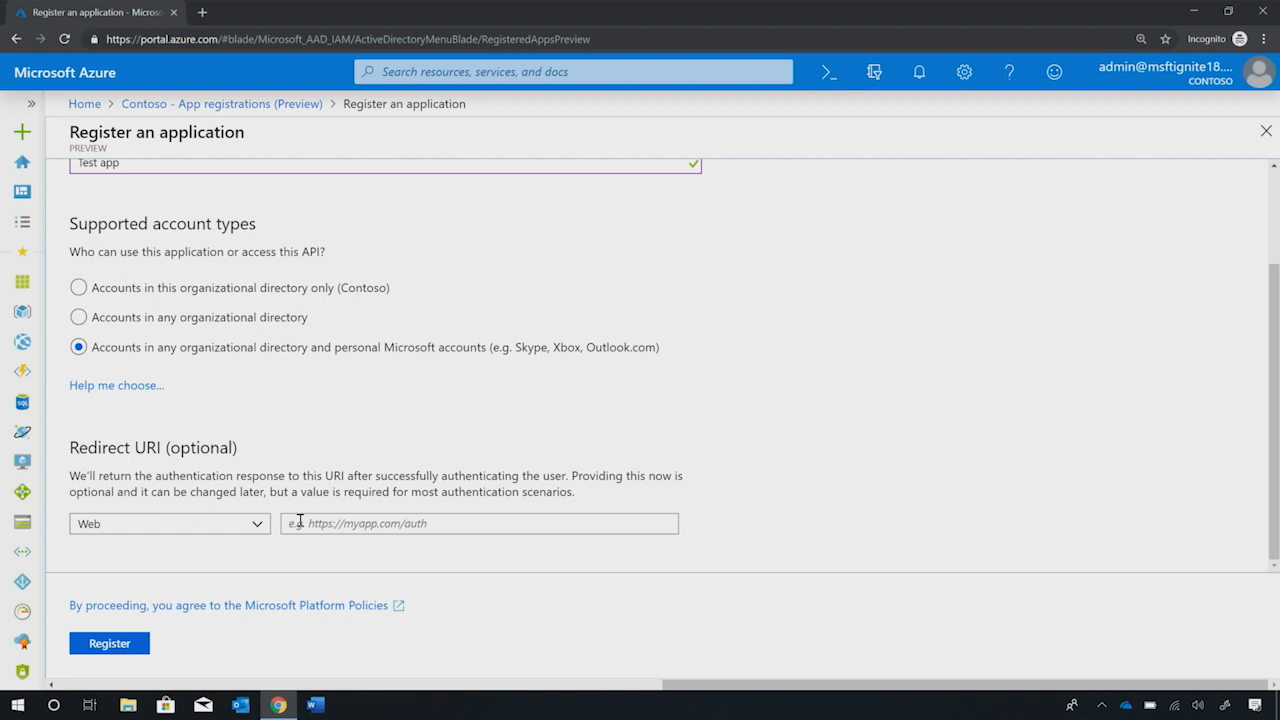 Register an application - Micros
https://portal.azure.com/#blade/Microsoft_AAD_IAM/ActiveDirectoryMenuBlade/RegisteredAppsPreview
Incognito
Microsoft Azure
Search resources, services, and docs
admin@msftignite18....
CONTOSO
Home > Contoso - App registrations (Preview) > Register an application
Register an application
PREVIEW
Test app
Supported account types
Who can use this application or access this API?
Accounts in this organizational directory only (Contoso)
Accounts in any organizational directory
Accounts in any organizational directory and personal Microsoft accounts (e.g. Skype, Xbox, Outlook.com)
Help me choose...
Redirect URI (optional)
We'll return the authentication response to this URI after successfully authenticating the user. Providing this now is
optional and it can be changed later, but a value is required for most authentication scenarios.
Web
e.g. https://myapp.com/auth
By proceeding, you agree to the Microsoft Platform Policies
Register